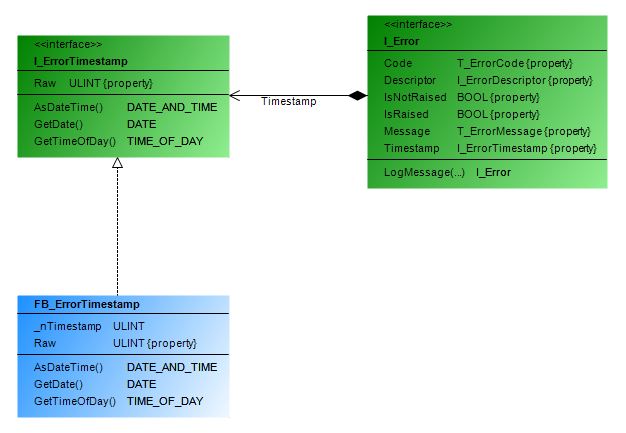 <<interface>>
I_ErrorTimestamp
Raw ULINT {property}
AsDateTime() DATE_AND_TIME
GetDate() DATE
GetTimeOfDay() TIME_OF_DAY
Timestamp
<<interface>>
I_Error
Code T_ErrorCode {property}
Descriptor I_ErrorDescriptor {property}
IsNotRaised BOOL {property}
IsRaised BOOL {property}
Message T_ErrorMessage {property}
Timestamp I_ErrorTimestamp {property}
LogMessage(...) I_Error
FB_ErrorTimestamp
_nTimestamp ULINT
Raw ULINT {property}
AsDateTime() DATE_AND_TIME
GetDate() DATE
GetTimeOfDay() TIME_OF_DAY